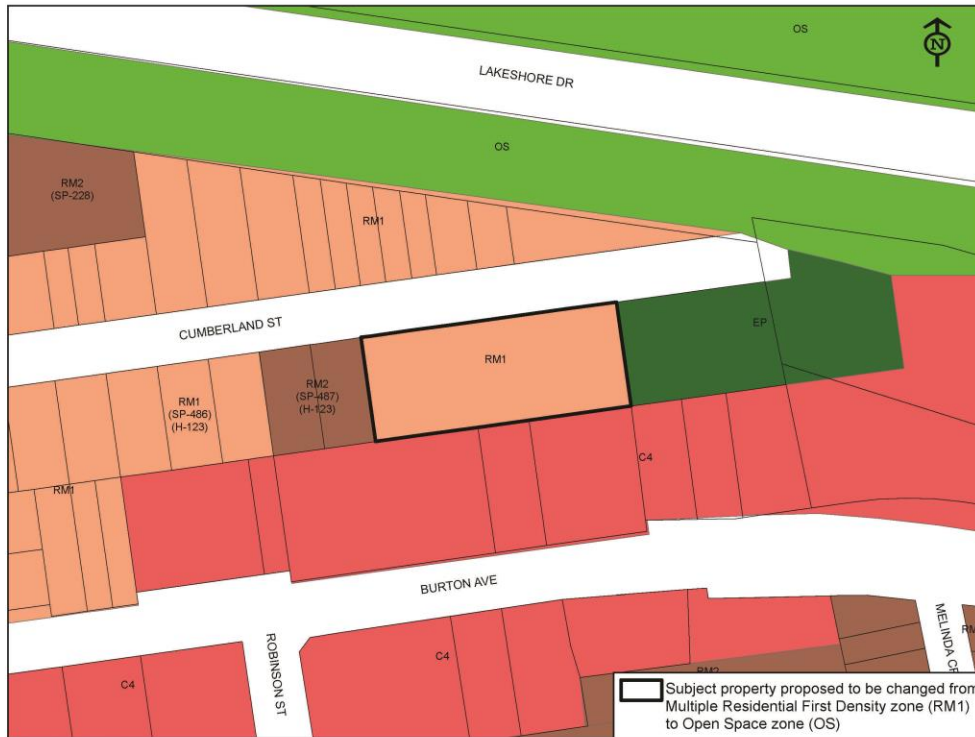 OS
N
LAKESHORE DR
OS
RM2
(SP-228)
RM1
CUMBERLAND ST
EP
RM1
RM2
(SP-487)
(H-123)
RM1
(SP-486)
(H-123)
C4
RM1
BURTON AVE
ROBINSON ST
MELINDA CR
RM
C4
C4
RM2
Subject property proposed to be changed from
Multiple Residential First Density zone (RM1)
to Open Space zone (OS)